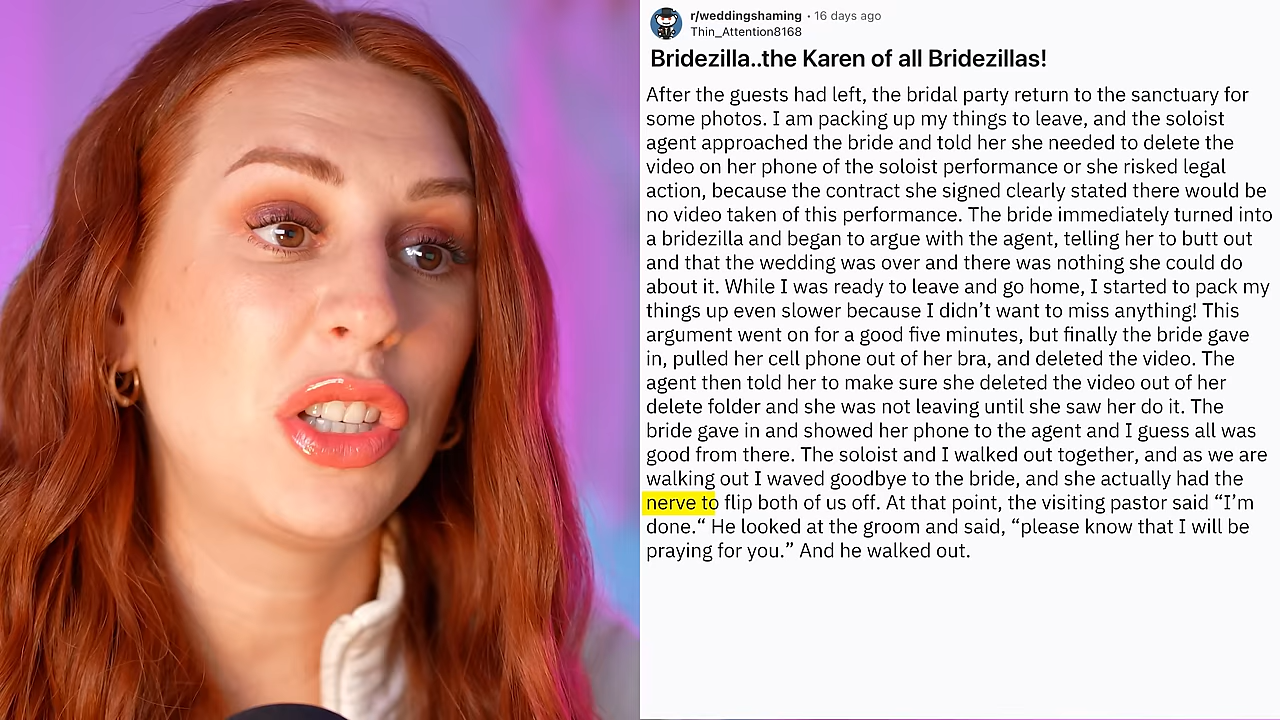 r/weddingshaming · 16 days ago
Thin_Attention8168
Bridezilla..the Karen of all Bridezillas!
After the guests had left, the bridal party return to the sanctuary for
some photos. I am packing up my things to leave, and the soloist
agent approached the bride and told her she needed to delete the
video on her phone of the soloist performance or she risked legal
action, because the contract she signed clearly stated there would be
no video taken of this performance. The bride immediately turned into
a bridezilla and began to argue with the agent, telling her to butt out
and that the wedding was over and there was nothing she could do
about it. While I was ready to leave and go home, I started to pack my
things up even slower because I didn’t want to miss anything! This
argument went on for a good five minutes, but finally the bride gave
in, pulled her cell phone out of her bra, and deleted the video. The
agent then told her to make sure she deleted the video out of her
delete folder and she was not leaving until she saw her do it. The
bride gave in and showed her phone to the agent and I guess all was
good from there. The soloist and I walked out together, and as we are
walking out I waved goodbye to the bride, and she actually had the
nerve to flip both of us off. At that point, the visiting pastor said “I’m
done.“ He looked at the groom and said, “please know that I will be
praying for you.” And he walked out.